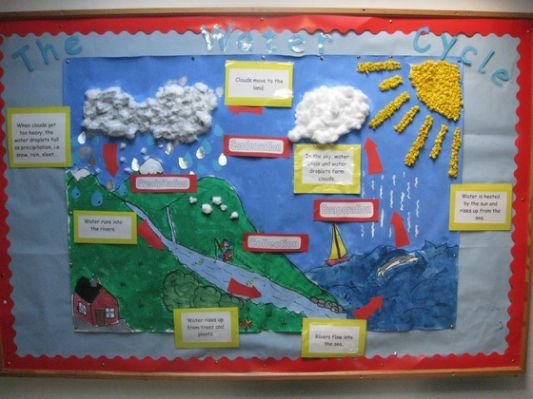 The Water Cycle
Clouds move to the
land.
When clouds get
too heavy, the
water droplets fall
as precipitation, i.e
snow, rain, sleet...
Condensation
In the sky, water
cools and water
droplets form
clouds.
Precipitation
Water is heated
by the sun and
rises up from the
sea.
Evaporation
Water runs into
the rivers.
Collection
Water rises up
from trees and
plants.
Rivers flow into
the sea.